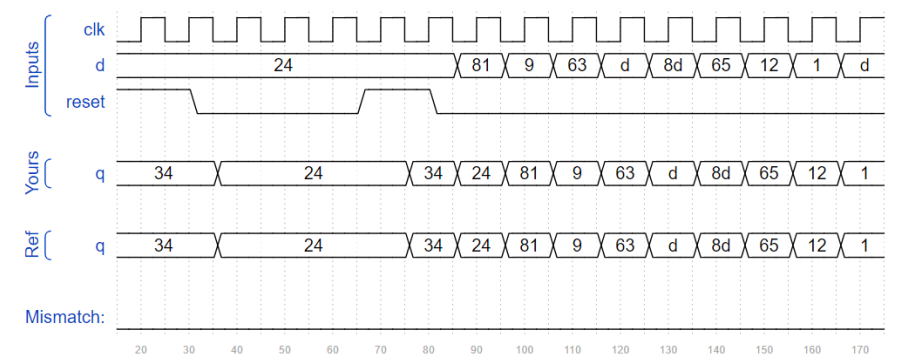 Inputs
clk
d 24 81 9 63 d 8d 65 12 1 d
reset
Yours
q 34 24 34 24 81 9 63 d 8d 65 12 1
Ref
q 34 24 34 24 81 9 63 d 8d 65 12 1
Mismatch:
20 30 40 50 60 70 80 90 100 110 120 130 140 150 160 170